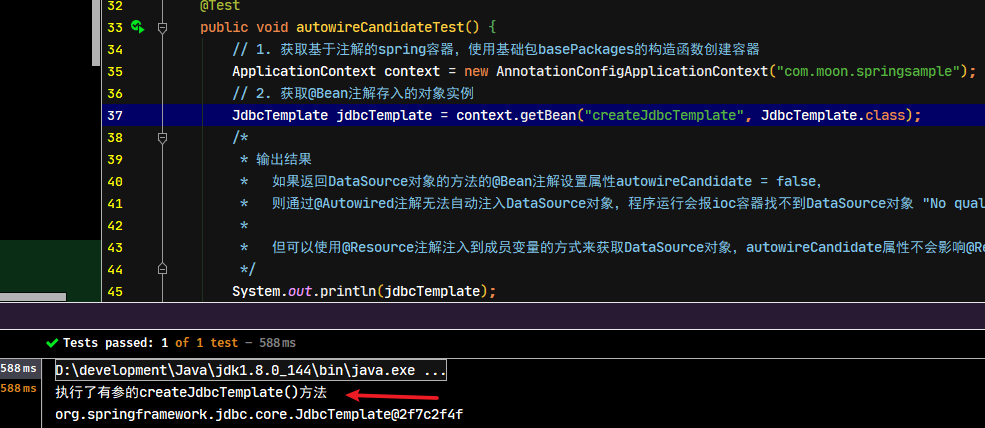 32 @Test
33 public void autowireCandidateTest() {
34 // 1. 获取基于注解的spring容器，使用基础包basePackages的构造函数创建容器
35 ApplicationContext context = new AnnotationConfigApplicationContext("com.moon.springsample");
36 // 2. 获取@Bean注解存入的对象实例
37 JdbcTemplate jdbcTemplate = context.getBean("createJdbcTemplate", JdbcTemplate.class);
38 /*
39 * 输出结果
40 * 如果返回DataSource对象的方法的@Bean注解设置属性autowireCandidate = false，
41 * 则通过@Autowired注解无法自动注入DataSource对象，程序运行会报ioc容器找不到DataSource对象 "No qual
42 *
43 * 但可以使用@Resource注解注入到成员变量的方式来获取DataSource对象，autowireCandidate属性不会影响@Re
44 */
45 System.out.println(jdbcTemplate);
Tests passed: 1 of 1 test – 588 ms
588 ms D:\development\Java\jdk1.8.0_144\bin\java.exe ...
588 ms 执行了有参的createJdbcTemplate()方法
org.springframework.jdbc.core.JdbcTemplate@2f7c2f4f